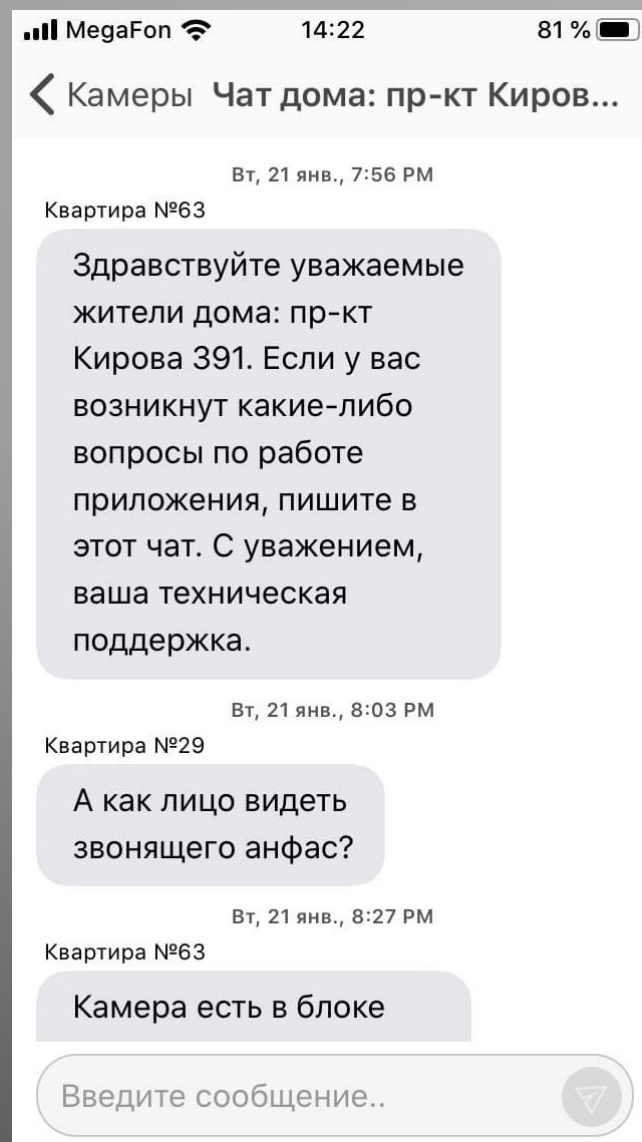 MegaFon 14:22 81 %
Камеры Чат дома: пр-кт Киров...
Вт, 21 янв., 7:56 PM
Квартира №63
Здравствуйте уважаемые
жители дома: пр-кт
Кирова 391. Если у вас
возникнут какие-либо
вопросы по работе
приложения, пишите в
этот чат. С уважением,
ваша техническая
поддержка.
Вт, 21 янв., 8:03 PM
Квартира №29
А как лицо видеть
звонящего анфас?
Вт, 21 янв., 8:27 PM
Квартира №63
Камера есть в блоке
Введите сообщение..